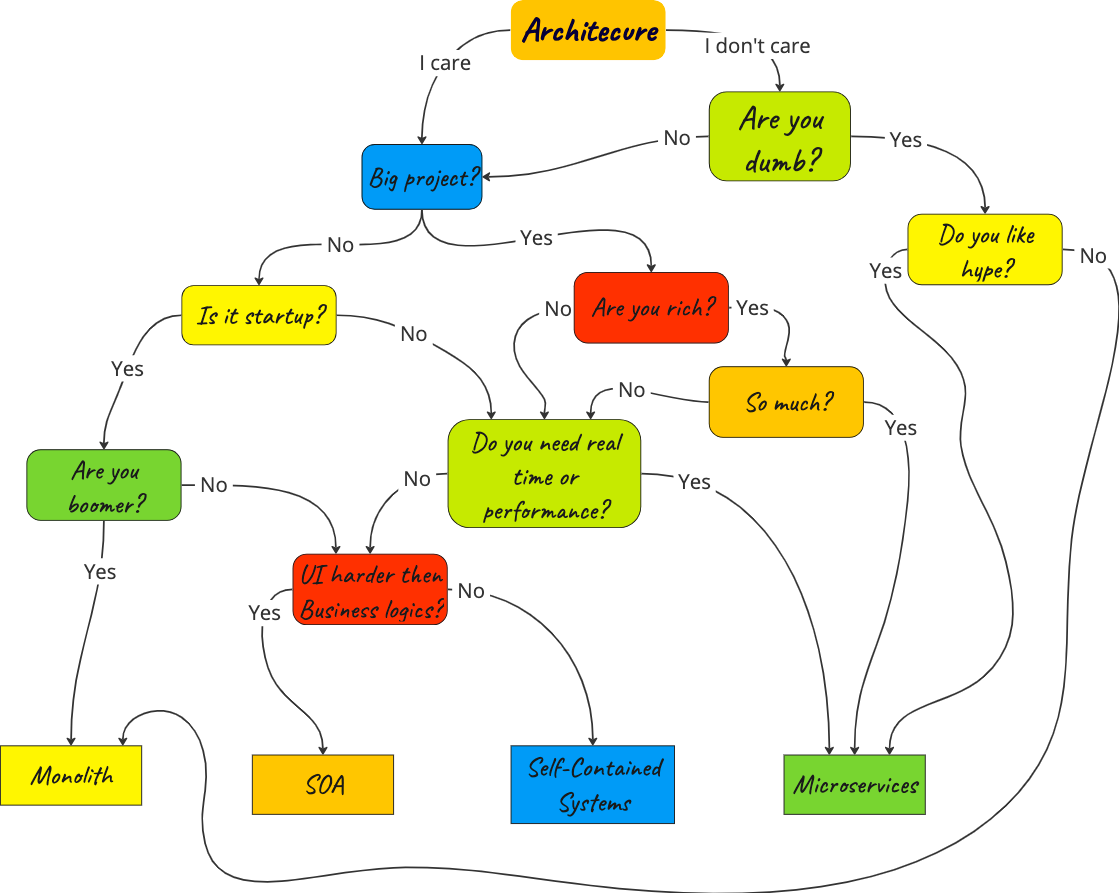 Architecure
I care
I don't care
Are you
dumb?
No
Yes
Big project?
Do you like
hype?
No
Yes
Yes
No
Is it startup?
Are you rich?
No
Yes
No
Yes
So much?
No
Yes
Are you
boomer?
No
Do you need real
time or
performance?
No
Yes
Yes
UI harder then
Business logics?
No
Yes
Monolith
SOA
Self-Contained
Systems
Microservices